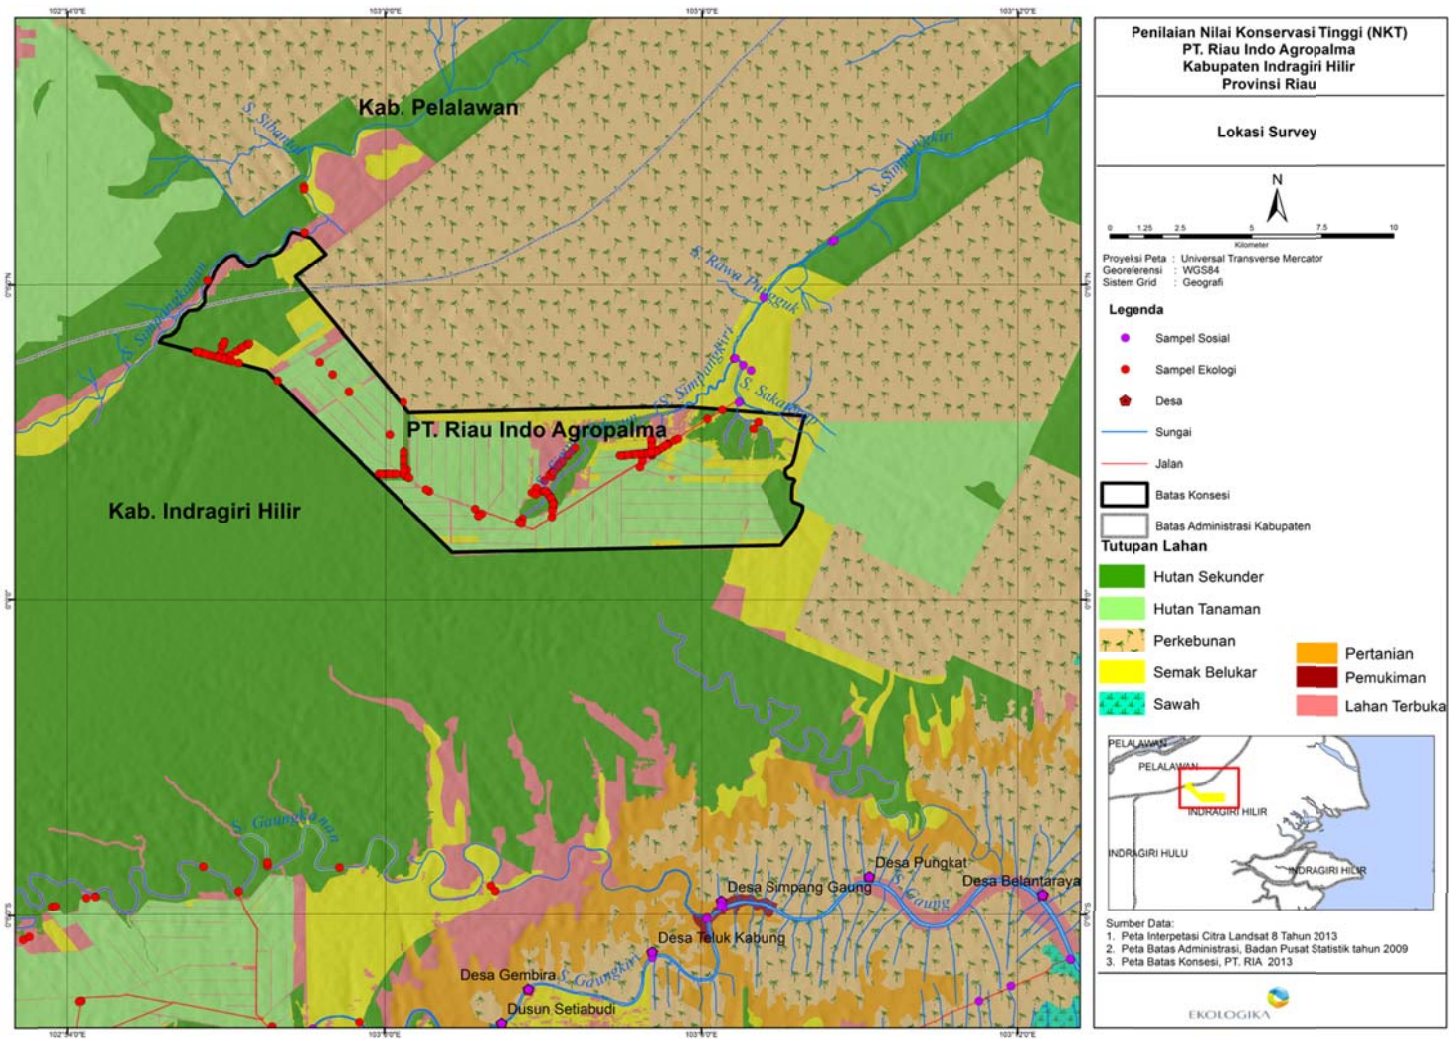 Kab. Pelalawan
S. Sibantal
S. Simpangkiri
S. Simpangkanan
S. Rawa Pungguk
S. Simpangkiri
S. Sakaladap
PT. Riau Indo Agropalma
Kab. Indragiri Hilir
S. Gaungkanan
Desa Pungkat
Desa Simpang Gaung
S. Gaung
Desa Belantaraya
Desa Teluk Kabung
Desa Gembira
S. Gaungkiri
Dusun Setiabudi
Penilaian Nilai Konservasi Tinggi (NKT)
PT. Riau Indo Agropalma
Kabupaten Indragiri Hilir
Provinsi Riau
Lokasi Survey
N
0 1.25 2.5 5 7.5 10
Kilometer
Proyeksi Peta : Universal Transverse Mercator
Georeferensi : WGS84
Sistem Grid : Geografi
Legenda
Sampel Sosial
Sampel Ekologi
Desa
Sungai
Jalan
Batas Konsesi
Batas Administrasi Kabupaten
Tutupan Lahan
Hutan Sekunder
Hutan Tanaman
Perkebunan
Semak Belukar
Sawah
Pertanian
Pemukiman
Lahan Terbuka
PELALAWAN
PELALAWAN
INDRAGIRI HILIR
INDRAGIRI HULU
INDRAGIRI HILIR
Sumber Data:
1. Peta Interpetasi Citra Landsat 8 Tahun 2013
2. Peta Batas Administrasi, Badan Pusat Statistik tahun 2009
3. Peta Batas Konsesi, PT. RIA 2013
EKOLOGIKA